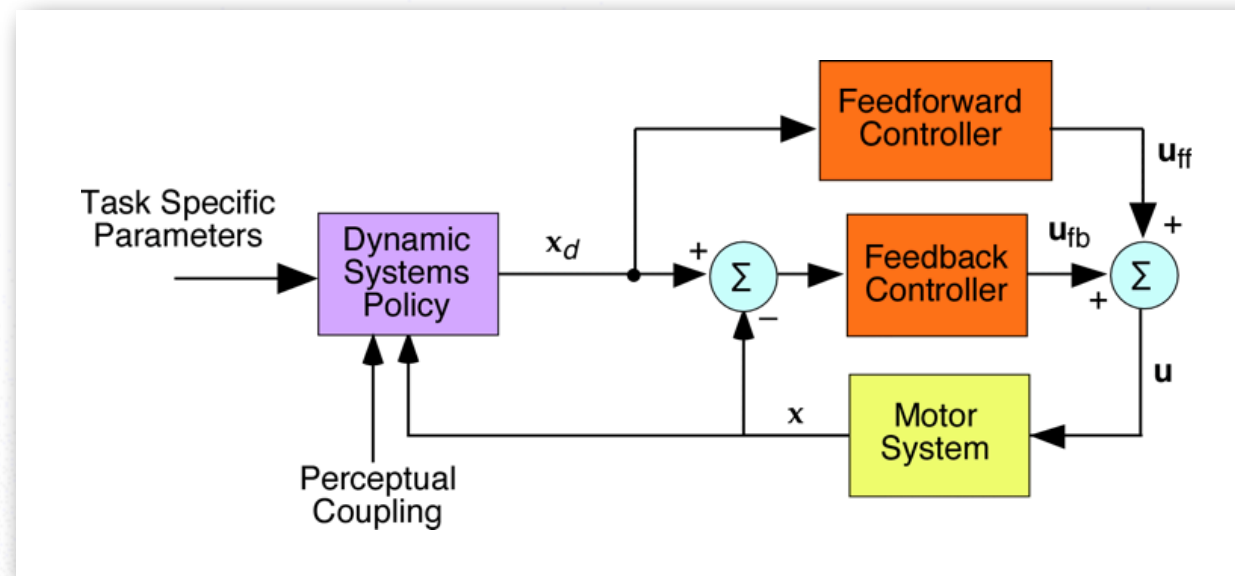 Feedforward
Controller
u_ff
Task Specific
Parameters
Dynamic
Systems
Policy
x_d
+
Σ
−
Feedback
Controller
u_fb
+
+
Σ
u
x
Motor
System
Perceptual
Coupling